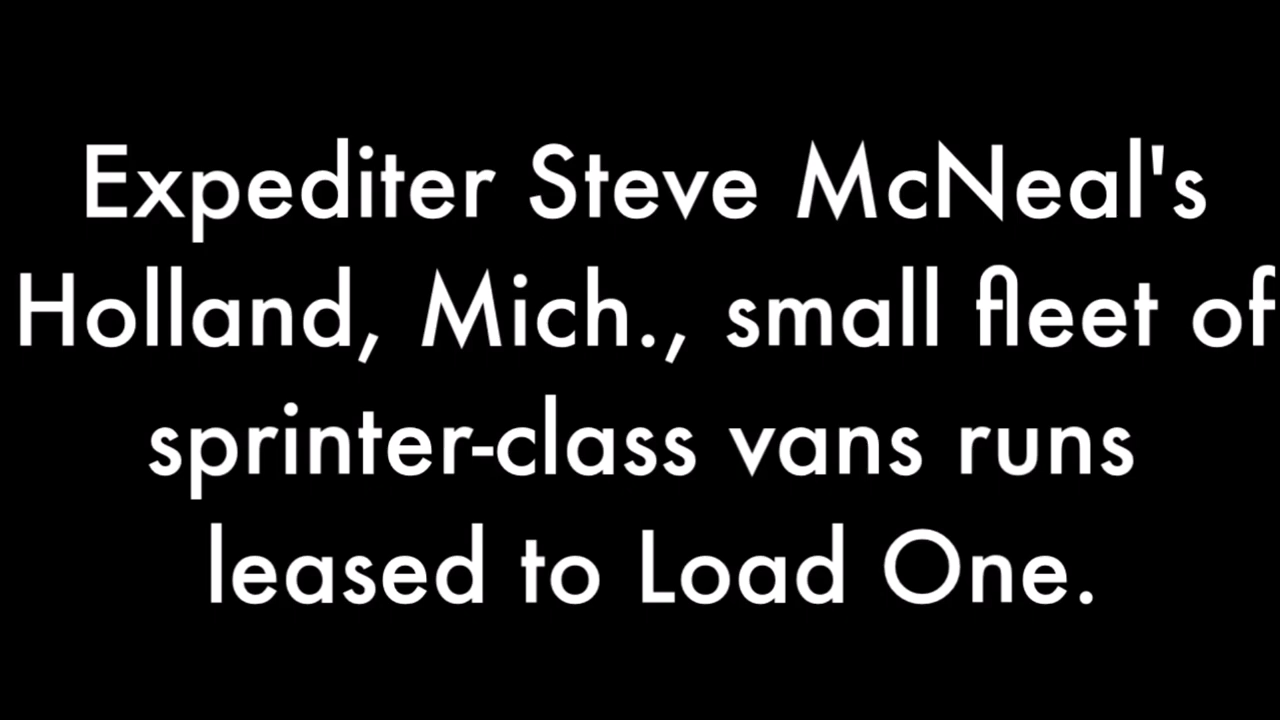 Expediter Steve McNeal's
Holland, Mich., small fleet of
sprinter-class vans runs
leased to Load One.